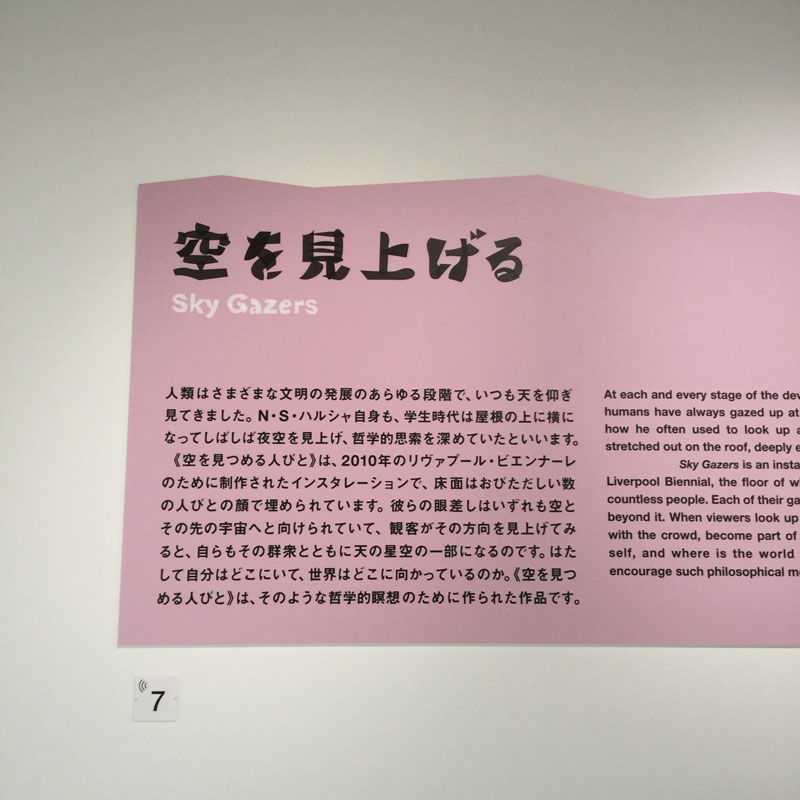 空を見上げる
Sky Gazers
人類はさまざまな文明の発展のあらゆる段階で、いつも天を仰ぎ
見てきました。N・S・ハルシャ自身も、学生時代は屋根の上に横に
なってしばしば夜空を見上げ、哲学的思索を深めていたといいます。
《空を見つめる人びと》は、2010年のリヴァプール・ビエンナーレ
のために制作されたインスタレーションで、床面はおびただしい数
の人びとの顔で埋められています。彼らの眼差しはいずれも空と
その先の宇宙へと向けられていて、観客がその方向を見上げてみ
ると、自らもその群衆とともに天の星空の一部になるのです。はた
して自分はどこにいて、世界はどこに向かっているのか。《空を見つ
める人びと》は、そのような哲学的瞑想のために作られた作品です。
At each and every stage of the
humans have always gazed up at
how he often used to look up
stretched out on the roof, deeply
Sky Gazers is an
Liverpool Biennial, the floor of
countless people. Each of their
beyond it. When viewers look up
with the crowd, become part of
self, and where is the world
encourage such philosophical
7